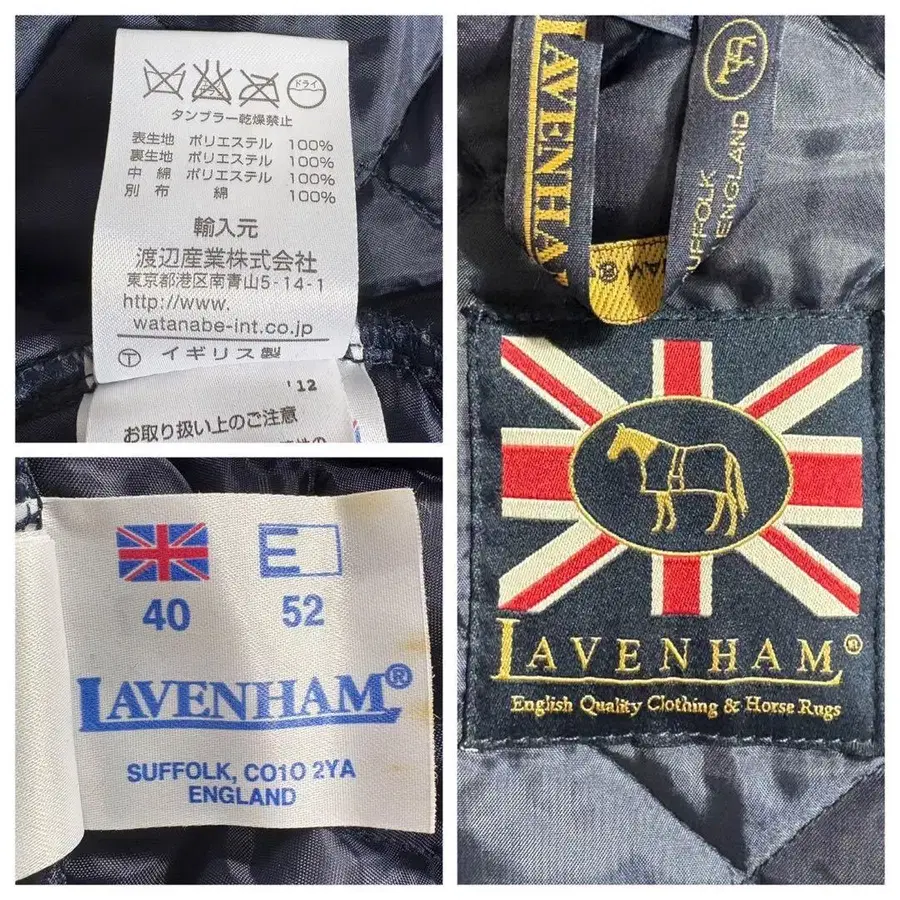 ドライ
タンブラー乾燥禁止
表生地 ポリエステル 100%
裏生地 ポリエステル 100%
中 綿 ポリエステル 100%
別 布 綿 100%
輸入元
渡辺産業株式会社
東京都港区南青山5-14-1
http://www.
watanabe-int.co.jp
Ⓣ イギリス製
'12
お取り扱い上のご注意
LAVENHAM
SUFFOLK
ENGLAND
AM®
LAVENHAM®
English Quality Clothing & Horse Rugs
E
40 52
LAVENHAM®
SUFFOLK, CO10 2YA
ENGLAND